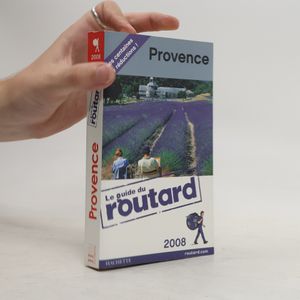 2008
routard
Provence
HACHETTE
des centaines
de réductions !
Provence
Le guide du
routard
2008
routard.com